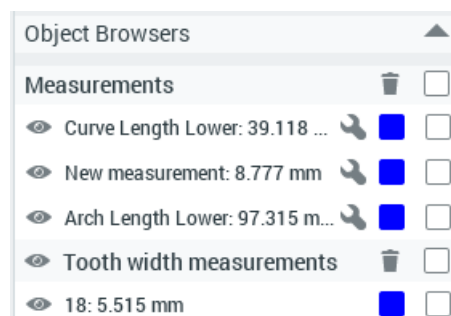 Object Browsers
Measurements
Curve Length Lower: 39.118 ...
New measurement: 8.777 mm
Arch Length Lower: 97.315 m...
Tooth width measurements
18: 5.515 mm